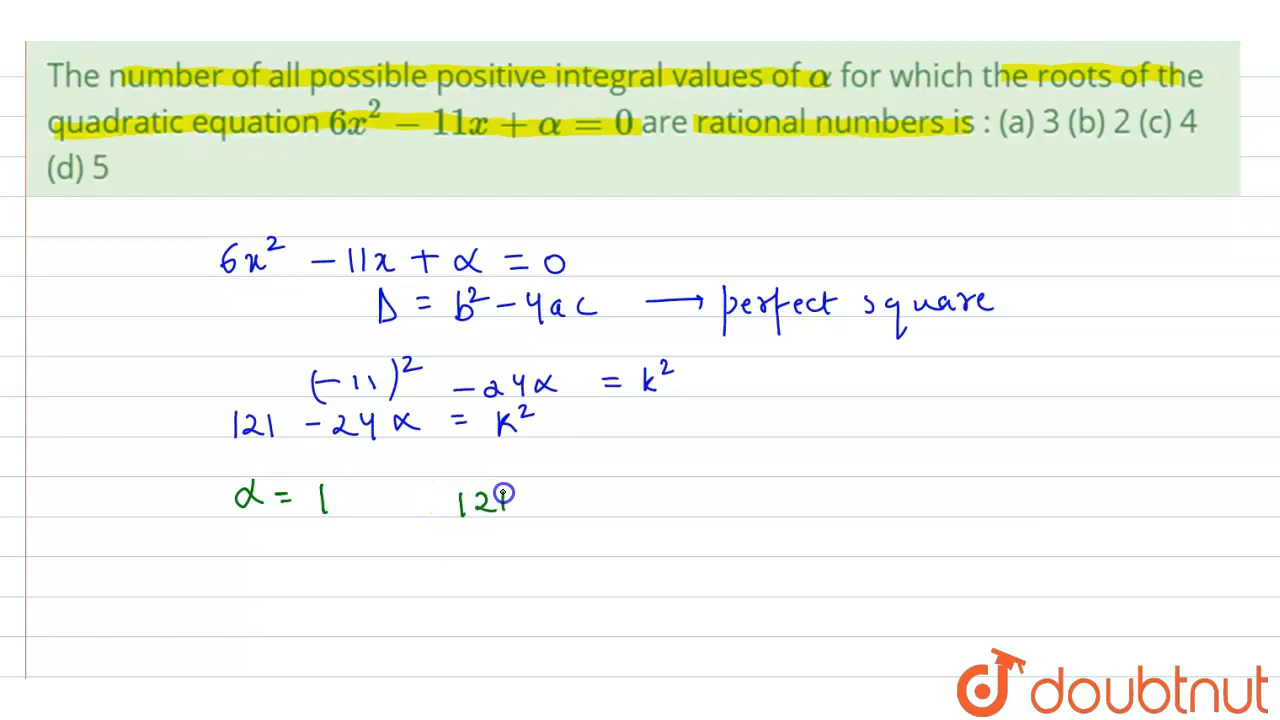 The number of all possible positive integral values of α for which the roots of the
quadratic equation 6x² − 11x + α = 0 are rational numbers is : (a) 3 (b) 2 (c) 4
(d) 5
6x² − 11x + α = 0
Δ = b² − 4ac → perfect square
(−11)² − 24α = k²
121 − 24α = k²
α = 1 121
doubtnut